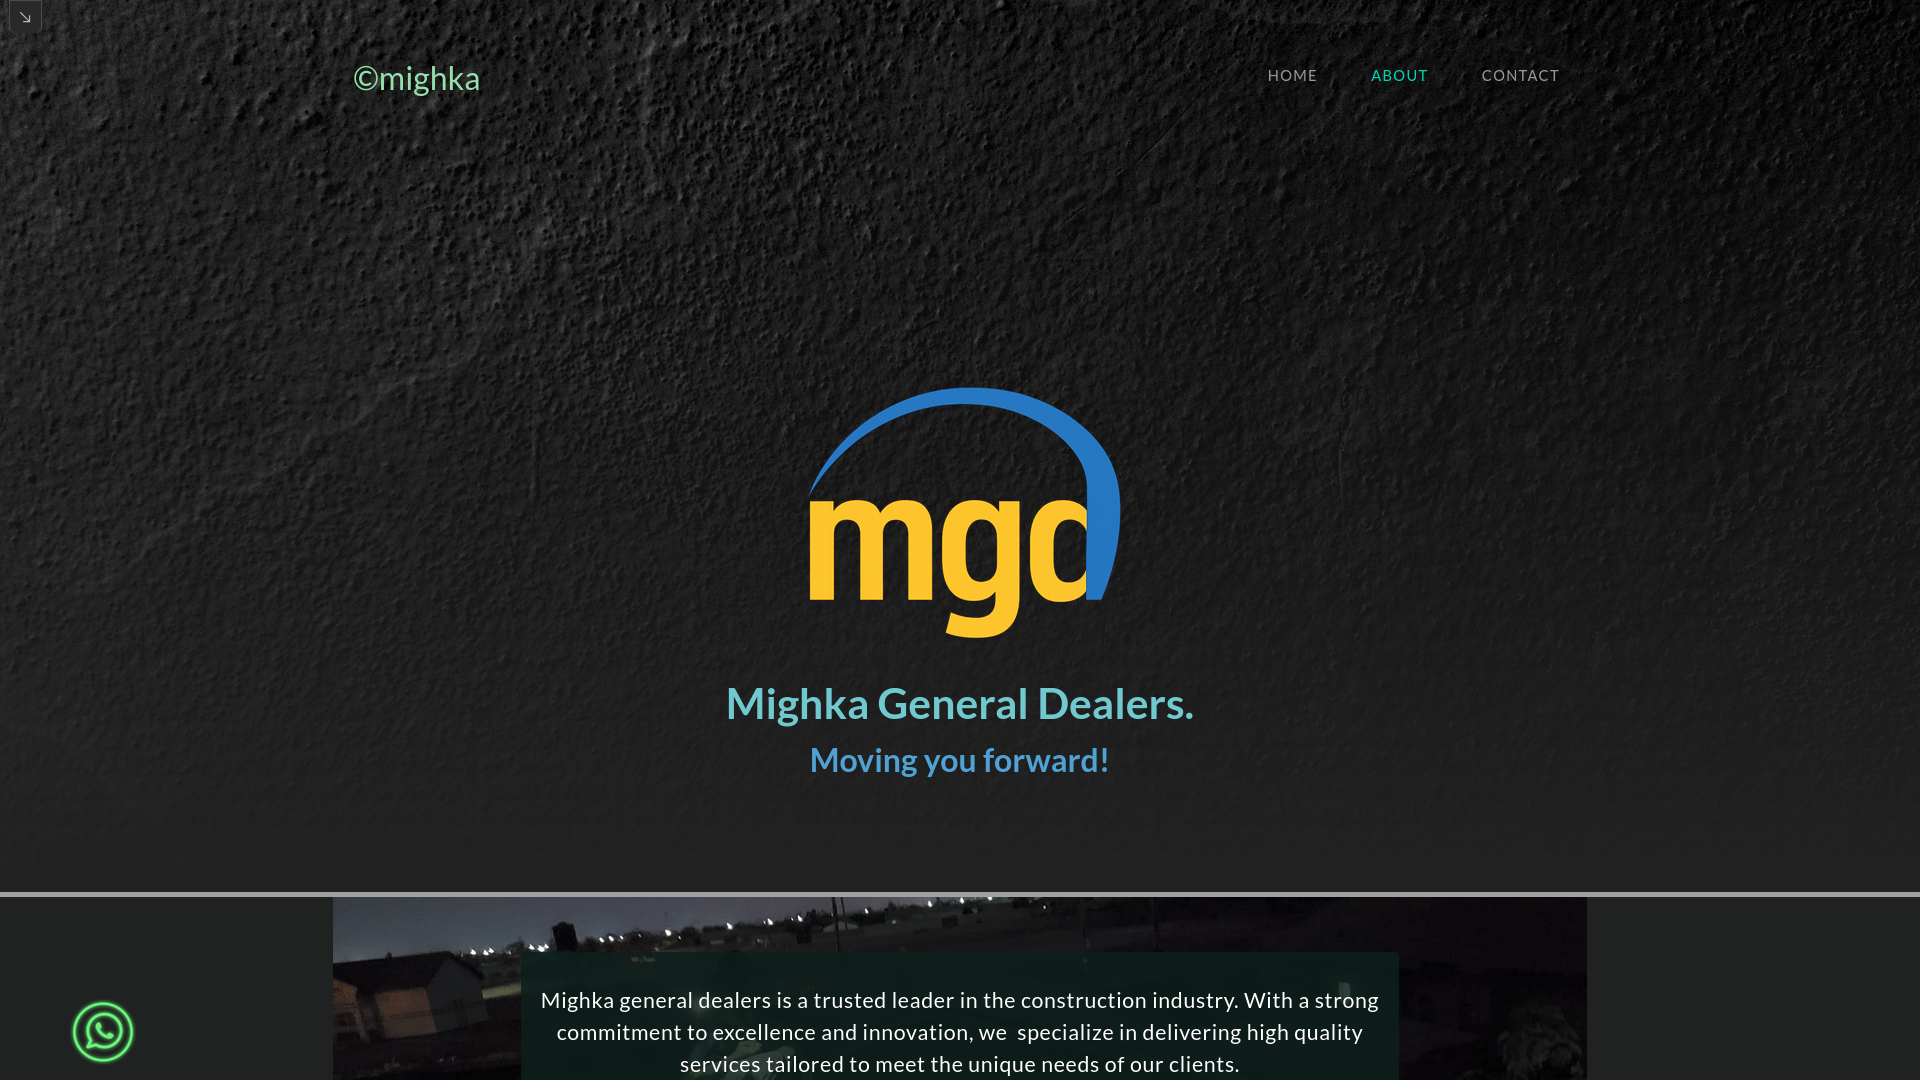 ©mighka
HOME
ABOUT
CONTACT
mgd
Mighka General Dealers.
Moving you forward!
Mighka general dealers is a trusted leader in the construction industry. With a strong
commitment to excellence and innovation, we  specialize in delivering high quality
services tailored to meet the unique needs of our clients.